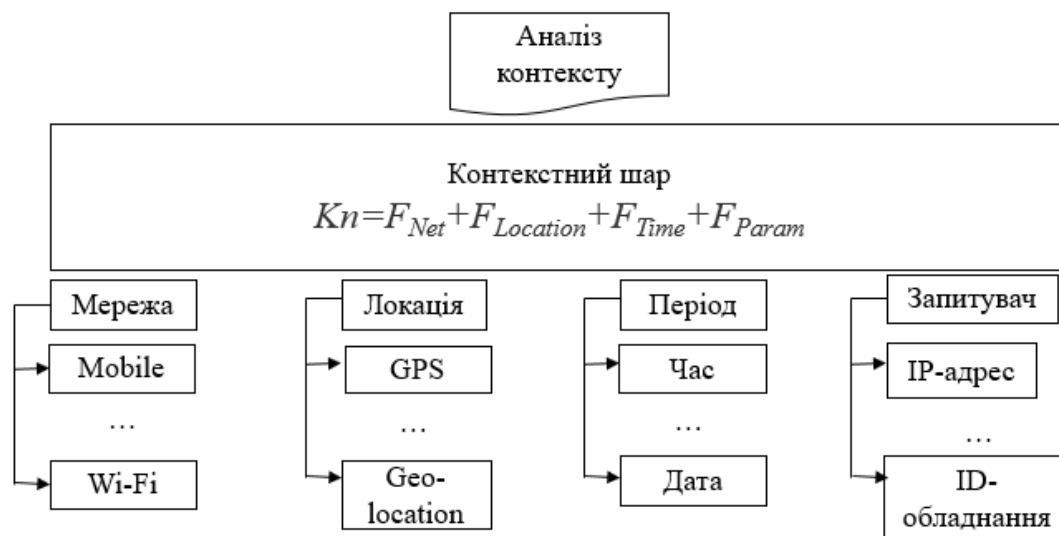 Аналіз
контексту
Контекстний шар
Kn=F_Net+F_Location+F_Time+F_Param
Мережа
Mobile
…
Wi-Fi
Локація
GPS
…
Geo-
location
Період
Час
…
Дата
Запитувач
IP-адрес
…
ID-
обладнання